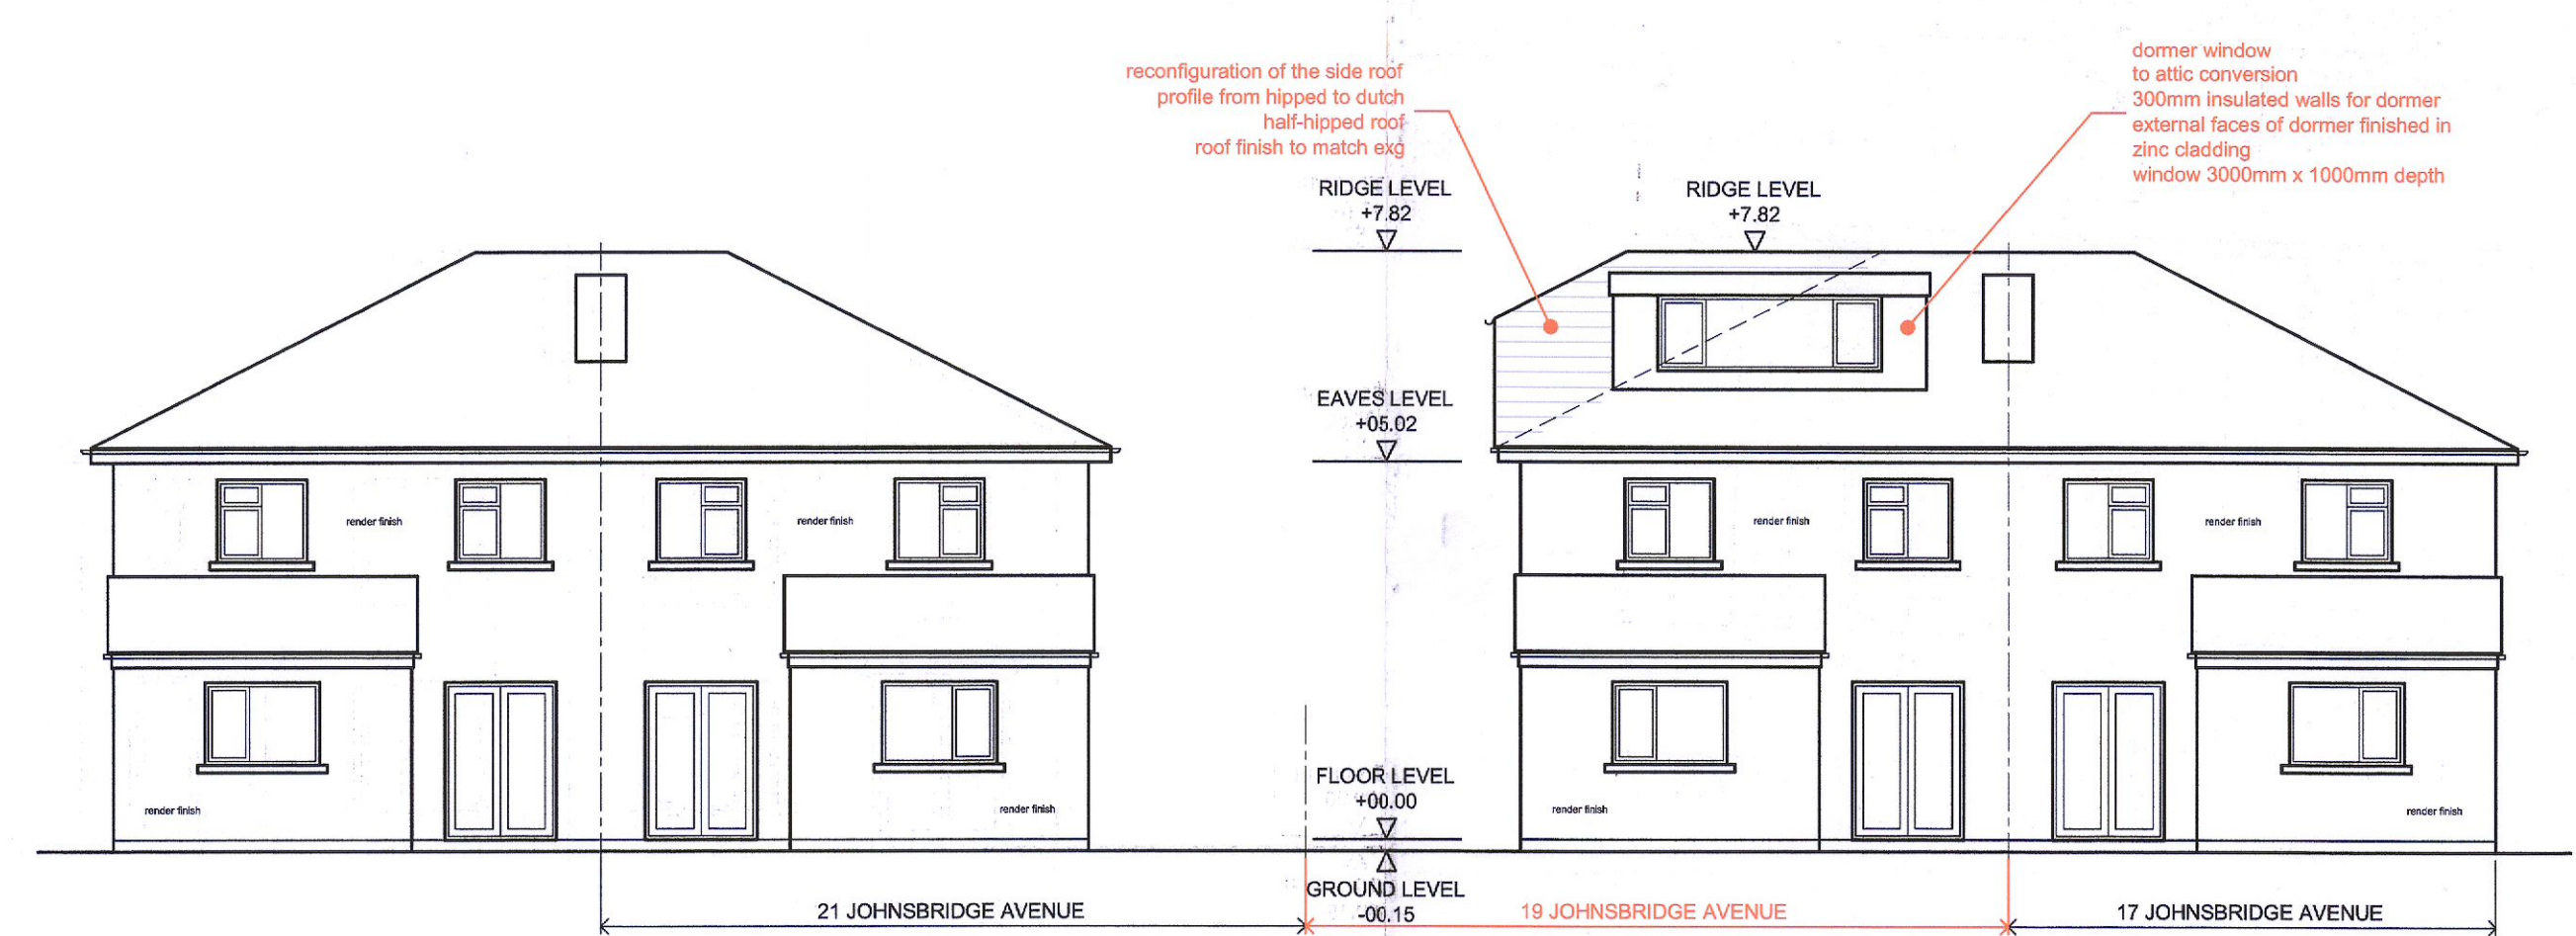 reconfiguration of the side roof
profile from hipped to dutch
half-hipped roof
roof finish to match exg
dormer window
to attic conversion
300mm insulated walls for dormer
external faces of dormer finished in
zinc cladding
window 3000mm x 1000mm depth
RIDGE LEVEL
+7.82
RIDGE LEVEL
+7.82
EAVES LEVEL
+05.02
render finish
render finish
render finish
render finish
FLOOR LEVEL
+00.00
render finish
render finish
render finish
render finish
GROUND LEVEL
-00.15
21 JOHNSBRIDGE AVENUE
19 JOHNSBRIDGE AVENUE
17 JOHNSBRIDGE AVENUE